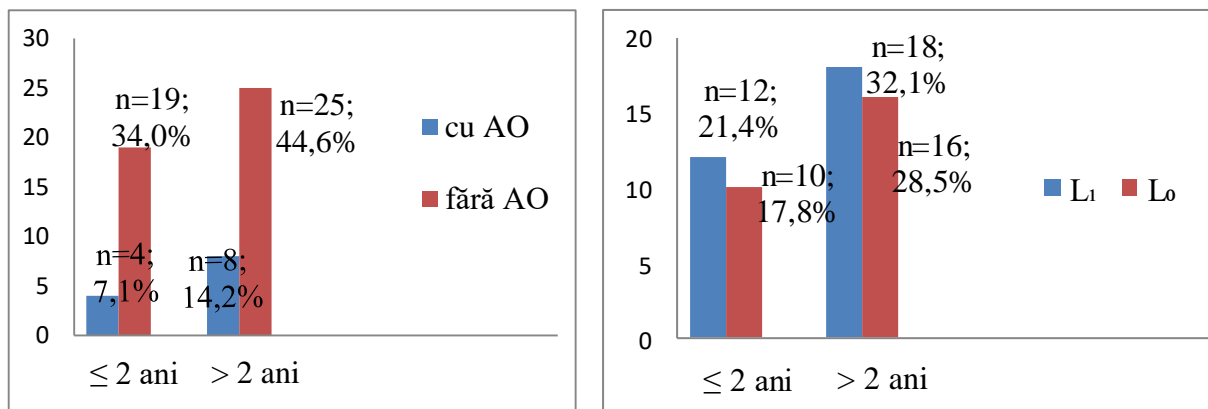 30
25
20
15
10
5
0
n=19;
34,0%
n=25;
44,6%
n=4;
7,1%
n=8;
14,2%
≤ 2 ani
> 2 ani
cu AO
fără AO
20
15
10
5
0
n=12;
21,4%
n=10;
17,8%
n=18;
32,1%
n=16;
28,5%
≤ 2 ani
> 2 ani
L₁
L₀